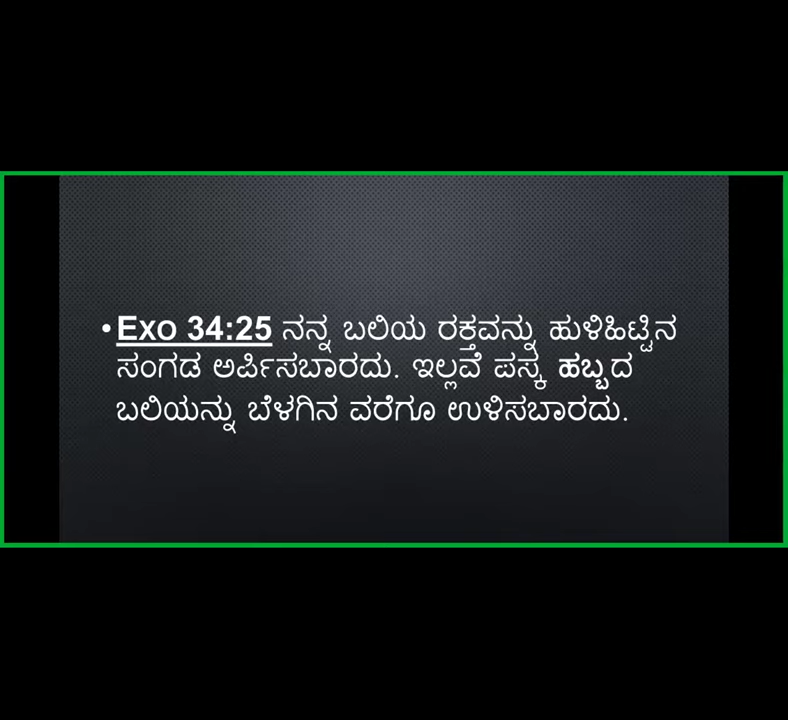 •Exo 34:25 ನನ್ನ ಬಲಿಯ ರಕ್ತವನ್ನು ಹುಳಿಹಿಟ್ಟಿನ
ಸಂಗಡ ಅರ್ಪಿಸಬಾರದು. ಇಲ್ಲವೆ ಪಸ್ಕ ಹಬ್ಬದ
ಬಲಿಯನ್ನು ಬೆಳಗಿನ ವರೆಗೂ ಉಳಿಸಬಾರದು.